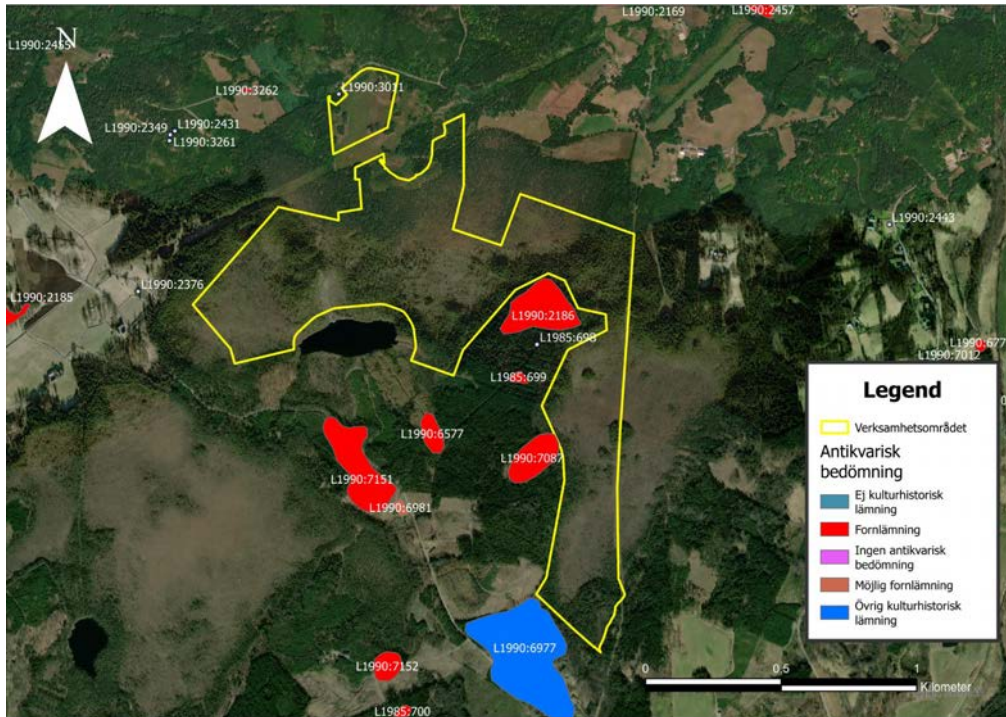 L1990:2169
L1990:2457
L1990:2455
N
L1990:3262
L1990:3011
L1990:2349
L1990:2431
L1990:3261
L1990:2443
L1990:2376
L1990:2185
L1990:2186
L1985:698
L1990:677
L1990:7012
L1985:699
L1990:6577
L1990:7087
L1990:7151
L1990:6981
L1990:6977
L1990:7152
L1985:700
Legend
Verksamhetsområdet
Antikvarisk
bedömning
Ej kulturhistorisk
lämning
Fornlämning
Ingen antikvarisk
bedömning
Möjlig fornlämning
Övrig kulturhistorisk
lämning
0 0,5 1
Kilometer